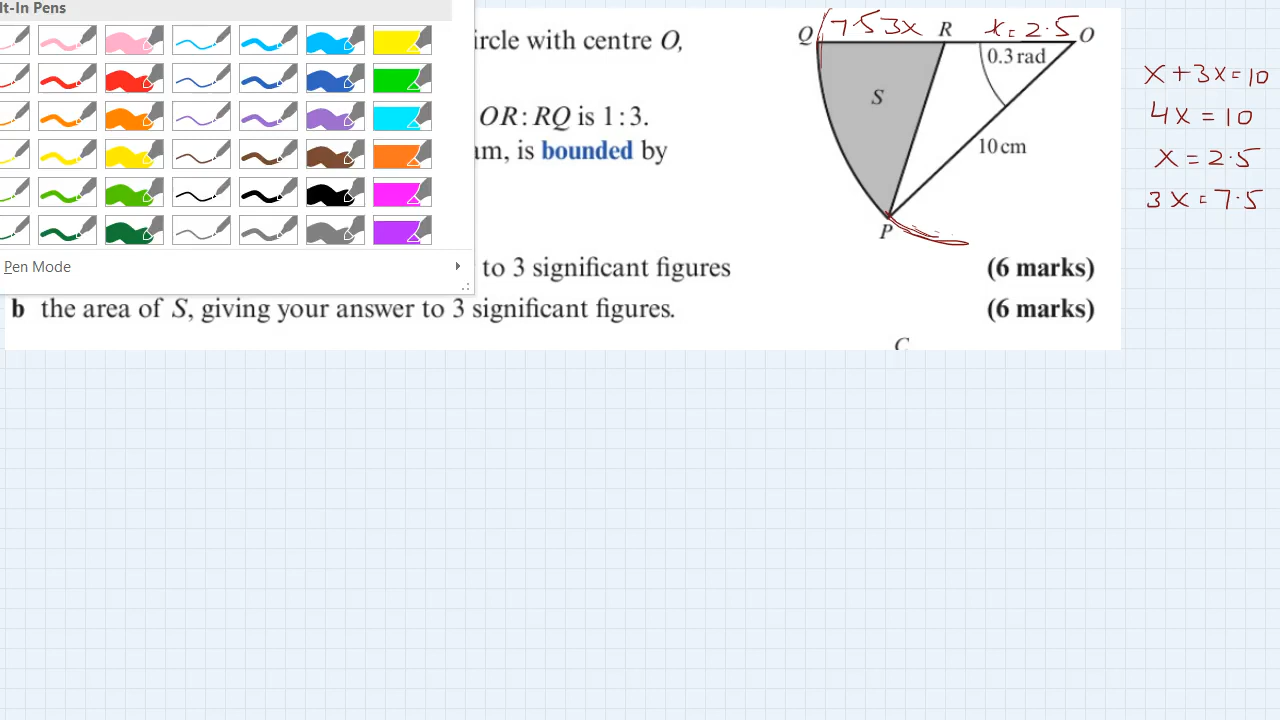 lt-In Pens
Pen Mode
ircle with centre O,
OR : RQ is 1 : 3.
am, is bounded by
to 3 significant figures (6 marks)
b the area of S, giving your answer to 3 significant figures. (6 marks)
Q 7·5 3x R x = 2·5 O
0.3 rad
S
10 cm
P
C
x + 3x = 10
4x = 10
x = 2·5
3x = 7·5